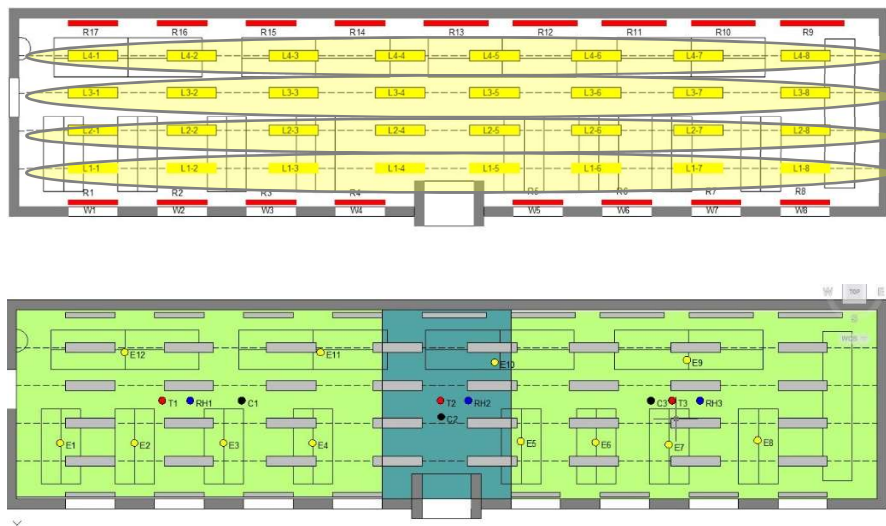 R17 R16 R15 R14 R13 R12 R11 R10 R9
L4-1 L4-2 L4-3 L4-4 L4-5 L4-6 L4-7 L4-8
L3-1 L3-2 L3-3 L3-4 L3-5 L3-6 L3-7 L3-8
L2-1 L2-2 L2-3 L2-4 L2-5 L2-6 L2-7 L2-8
L1-1 L1-2 L1-3 L1-4 L1-5 L1-6 L1-7 L1-8
R1 R2 R3 R4 R5 R6 R7 R8
W1 W2 W3 W4 W5 W6 W7 W8
W TOP E
S
WCS
E12 E11 E10 E9
T1 RH1 C1 T2 RH2 C3 T3 RH3
C2
E1 E2 E3 E4 E5 E6 E7 E8